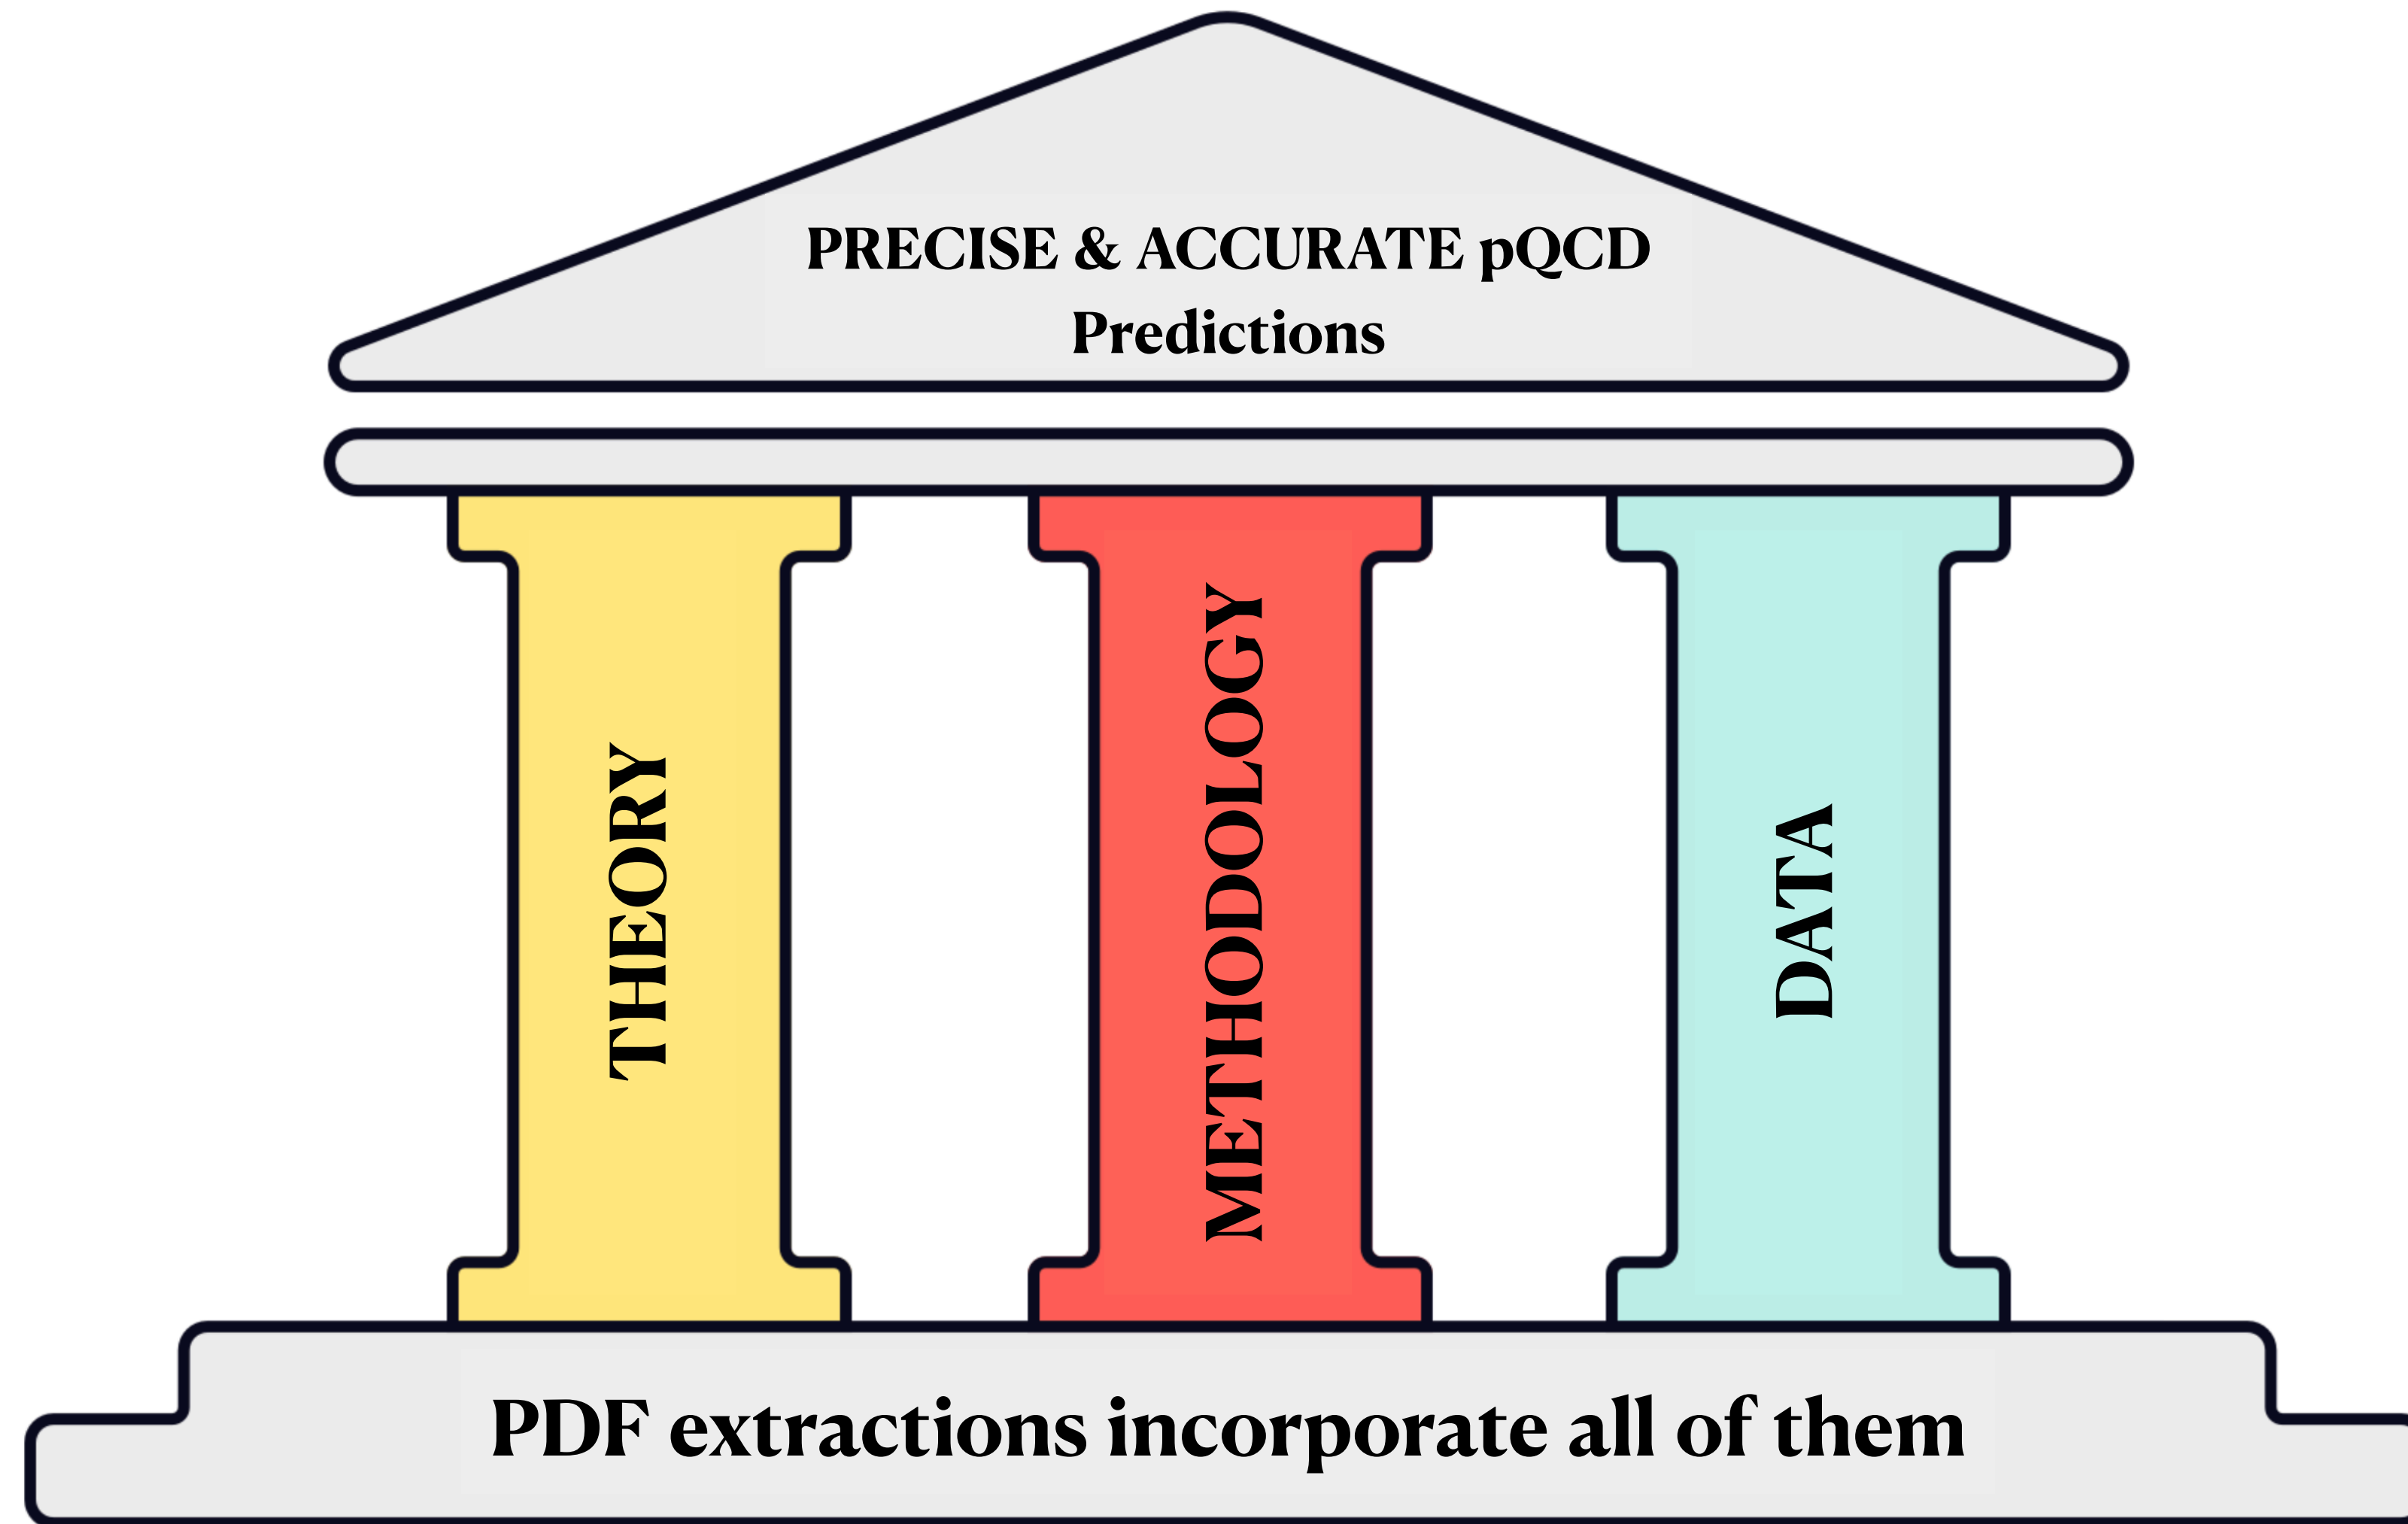 PRECISE & ACCURATE pQCD
Predictions
THEORY
METHODOLOGY
DATA
PDF extractions incorporate all of them